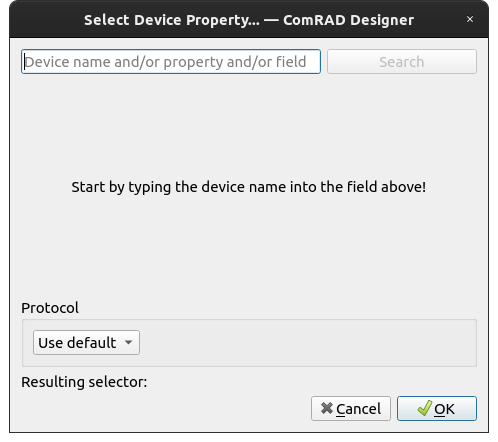 Select Device Property... — ComRAD Designer ×
Device name and/or property and/or field Search
Start by typing the device name into the field above!
Protocol
Use default
Resulting selector:
Cancel OK